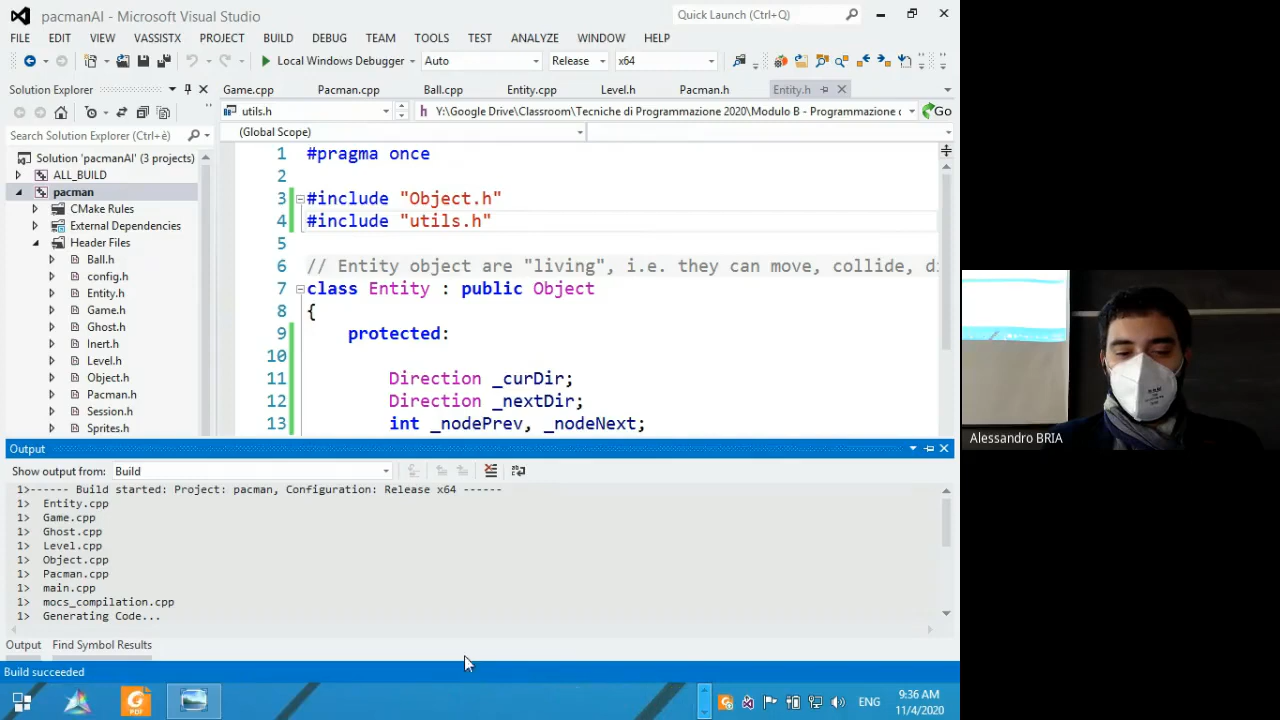 pacmanAI - Microsoft Visual Studio
Quick Launch (Ctrl+Q)
FILE EDIT VIEW VASSISTX PROJECT BUILD DEBUG TEAM TOOLS TEST ANALYZE WINDOW HELP
Local Windows Debugger Auto Release x64
Solution Explorer
Game.cpp Pacman.cpp Ball.cpp Entity.cpp Level.h Pacman.h Entity.h
utils.h
Y:\Google Drive\Classroom\Tecniche di Programmazione 2020\Modulo B - Programmazione c
Go
Search Solution Explorer (Ctrl+è)
(Global Scope)
Solution 'pacmanAI' (3 projects)
ALL_BUILD
pacman
CMake Rules
External Dependencies
Header Files
Ball.h
config.h
Entity.h
Game.h
Ghost.h
Inert.h
Level.h
Object.h
Pacman.h
Session.h
Sprites.h
1 #pragma once
2
3 #include "Object.h"
4 #include "utils.h"
5
6 // Entity object are "living", i.e. they can move, collide, d
7 class Entity : public Object
8 {
9 protected:
10
11 Direction _curDir;
12 Direction _nextDir;
13 int _nodePrev, _nodeNext;
Output
Show output from: Build
1>------ Build started: Project: pacman, Configuration: Release x64 ------
1> Entity.cpp
1> Game.cpp
1> Ghost.cpp
1> Level.cpp
1> Object.cpp
1> Pacman.cpp
1> main.cpp
1> mocs_compilation.cpp
1> Generating Code...
Output Find Symbol Results
Build succeeded
PDF
ENG
9:36 AM
11/4/2020
Alessandro BRIA